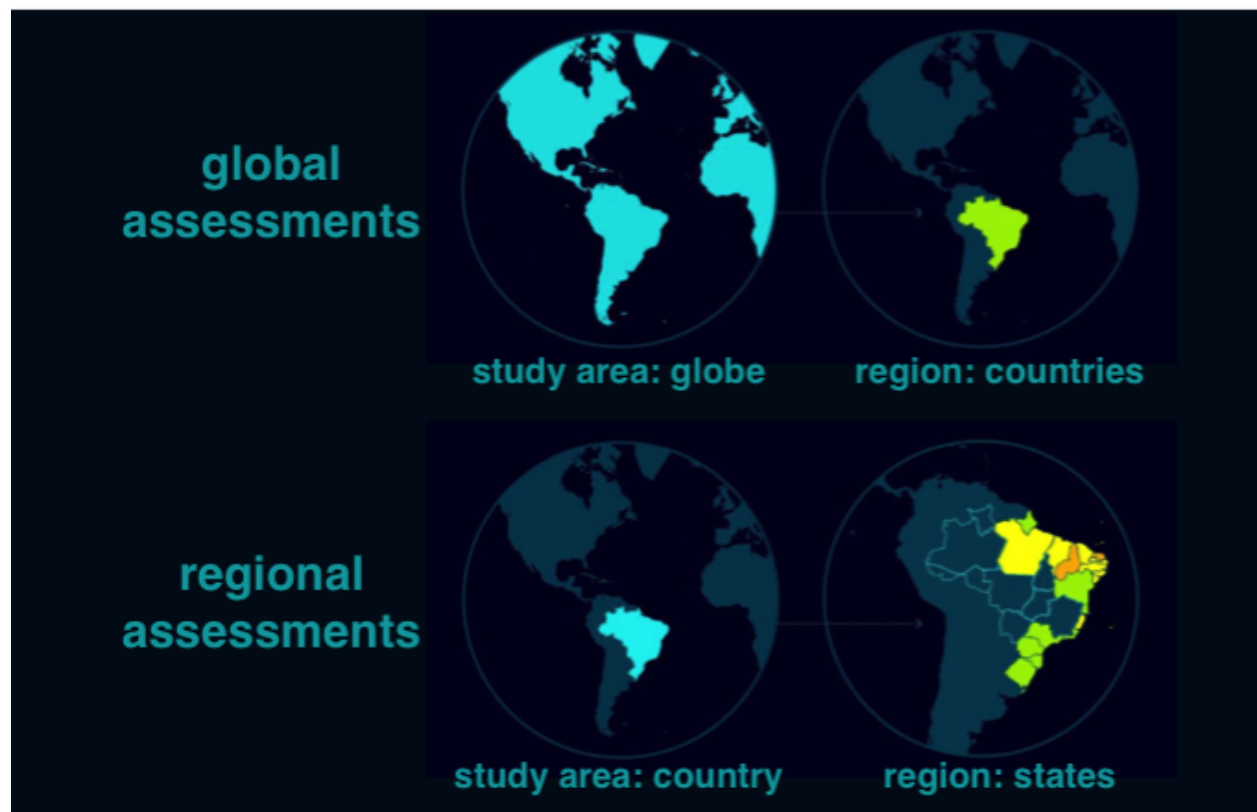 global
assessments
study area: globe
region: countries
regional
assessments
study area: country
region: states